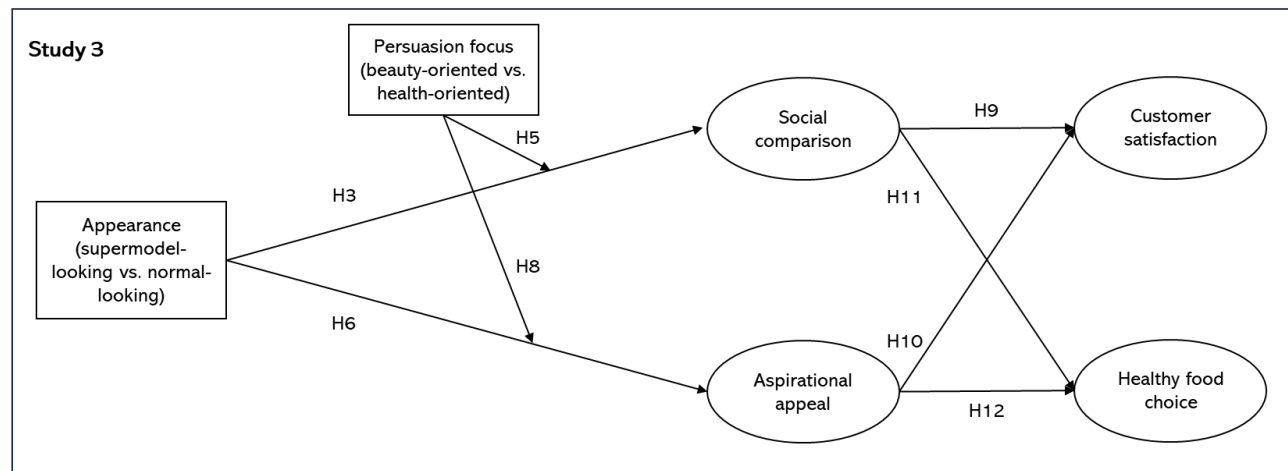 Study 3
Persuasion focus
(beauty-oriented vs.
health-oriented)
H5
H3
Appearance
(supermodel-
looking vs. normal-
looking)
H8
H6
Social
comparison
H9
Customer
satisfaction
H11
H10
Aspirational
appeal
H12
Healthy food
choice